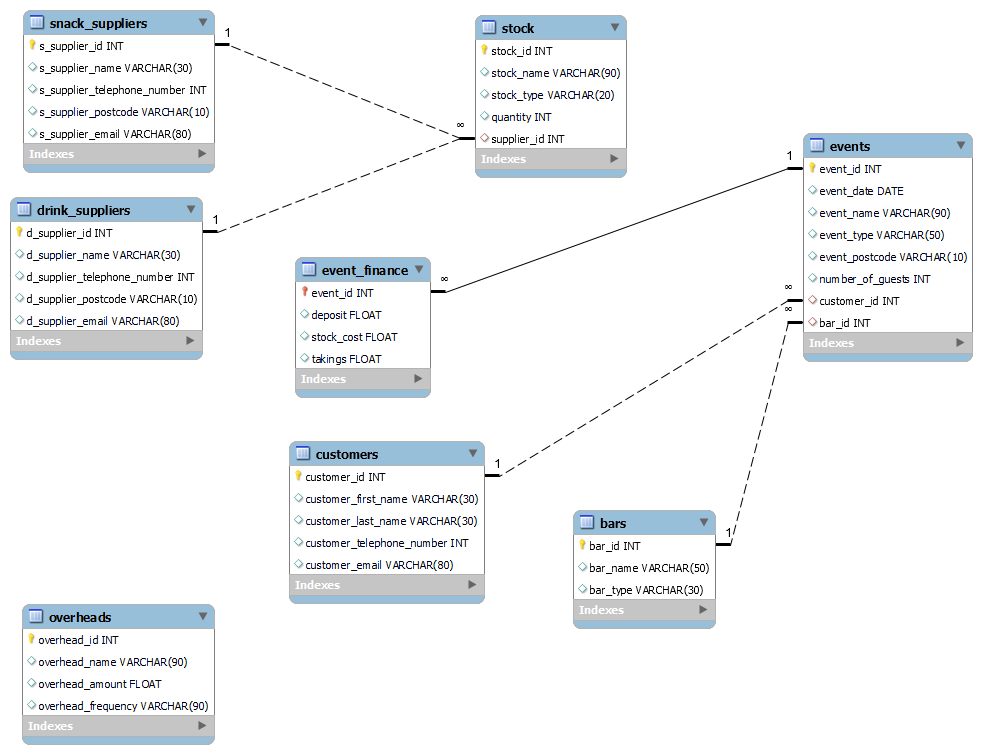 snack_suppliers
s_supplier_id INT
s_supplier_name VARCHAR(30)
s_supplier_telephone_number INT
s_supplier_postcode VARCHAR(10)
s_supplier_email VARCHAR(80)
Indexes
1
stock
stock_id INT
stock_name VARCHAR(90)
stock_type VARCHAR(20)
quantity INT
supplier_id INT
Indexes
∞
drink_suppliers
d_supplier_id INT
d_supplier_name VARCHAR(30)
d_supplier_telephone_number INT
d_supplier_postcode VARCHAR(10)
d_supplier_email VARCHAR(80)
Indexes
1
events
event_id INT
event_date DATE
event_name VARCHAR(90)
event_type VARCHAR(50)
event_postcode VARCHAR(10)
number_of_guests INT
customer_id INT
bar_id INT
Indexes
1
∞
∞
event_finance
event_id INT
deposit FLOAT
stock_cost FLOAT
takings FLOAT
Indexes
∞
customers
customer_id INT
customer_first_name VARCHAR(30)
customer_last_name VARCHAR(30)
customer_telephone_number INT
customer_email VARCHAR(80)
Indexes
1
bars
bar_id INT
bar_name VARCHAR(50)
bar_type VARCHAR(30)
Indexes
1
overheads
overhead_id INT
overhead_name VARCHAR(90)
overhead_amount FLOAT
overhead_frequency VARCHAR(90)
Indexes